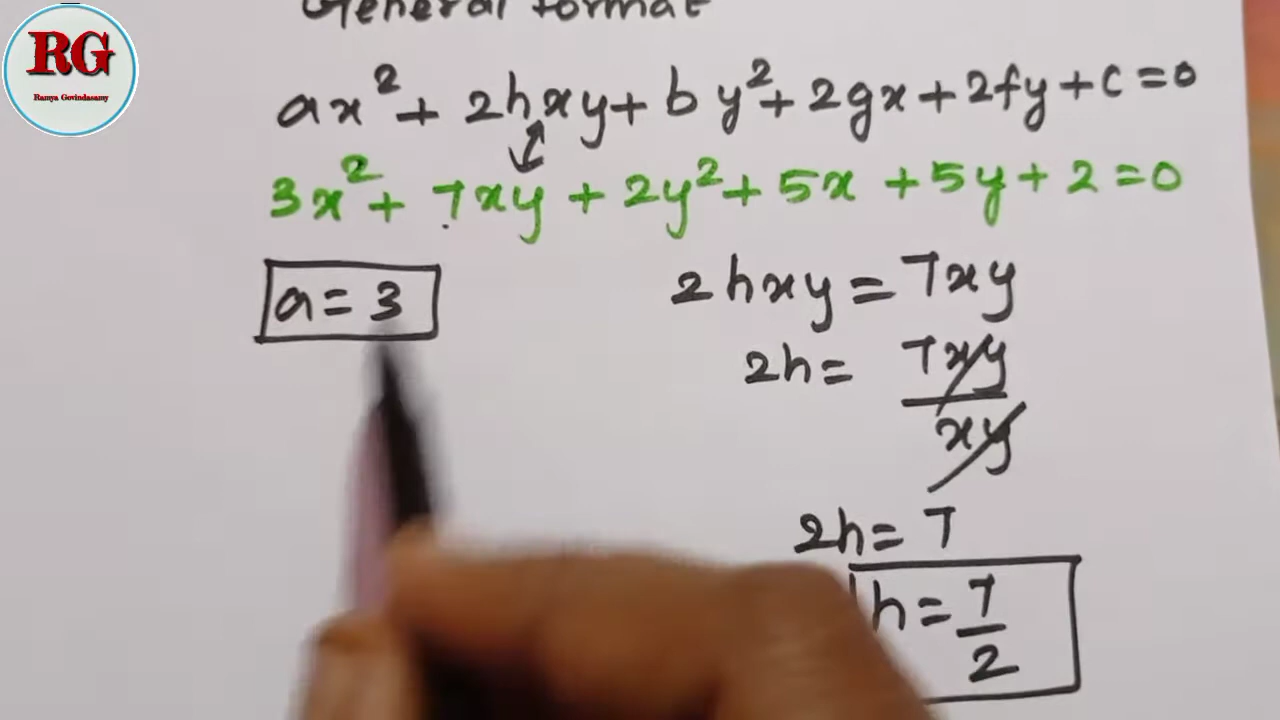 RG
Ramya Govindasamy
General format
ax² + 2hxy + by² + 2gx + 2fy + c = 0
3x² + 7xy + 2y² + 5x + 5y + 2 = 0
a = 3
2hxy = 7xy
2h = 7xy/xy
2h = 7
h = 7/2